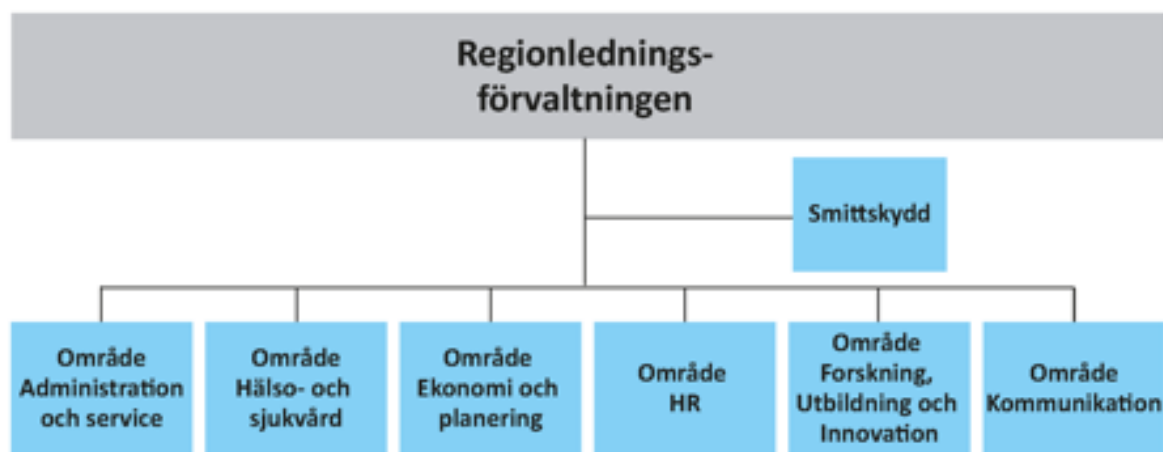 Regionlednings-
förvaltningen
Smittskydd
Område
Administration
och service
Område
Hälso- och
sjukvård
Område
Ekonomi och
planering
Område
HR
Område
Forskning,
Utbildning och
Innovation
Område
Kommunikation